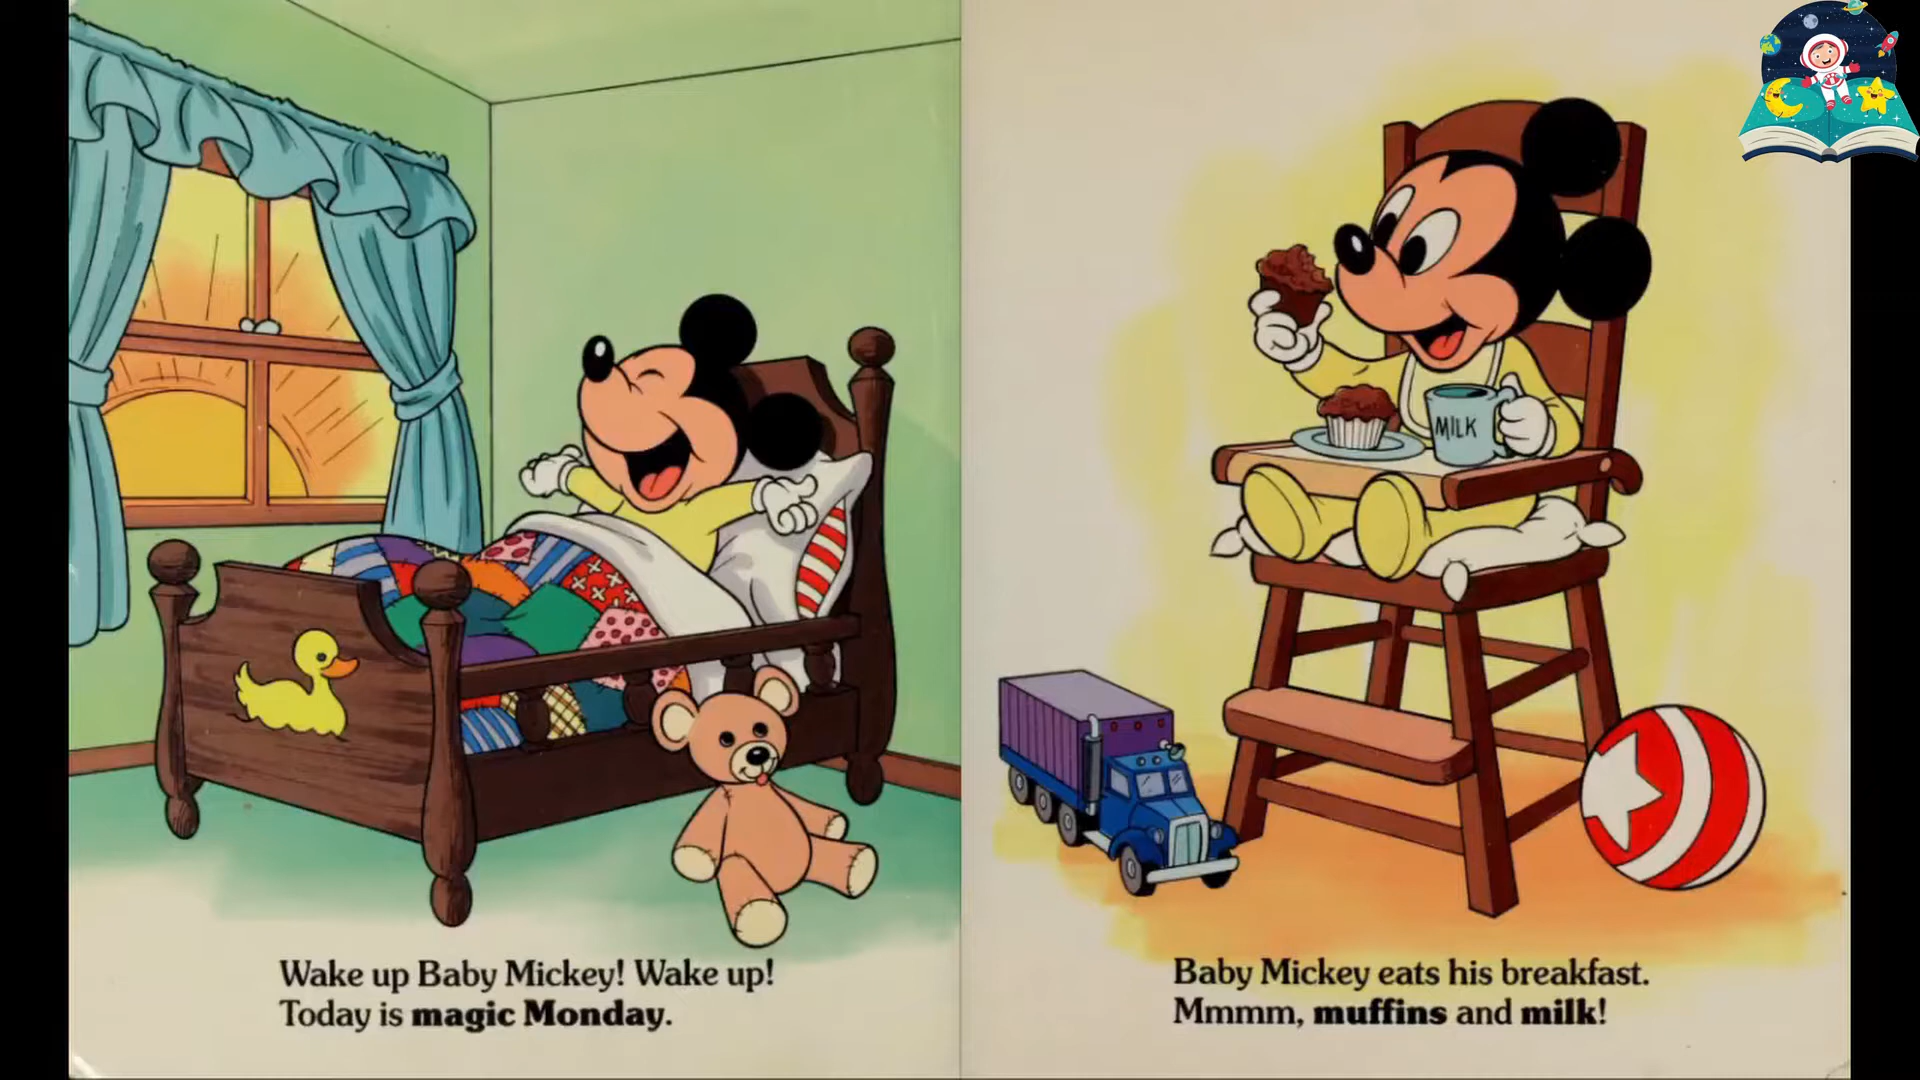 Wake up Baby Mickey! Wake up!
Today is magic Monday.
MILK
Baby Mickey eats his breakfast.
Mmmm, muffins and milk!